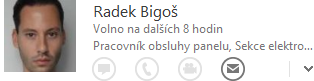 Radek Bigoš
Volno na dalších 8 hodin
Pracovník obsluhy panelu, Sekce elektro...